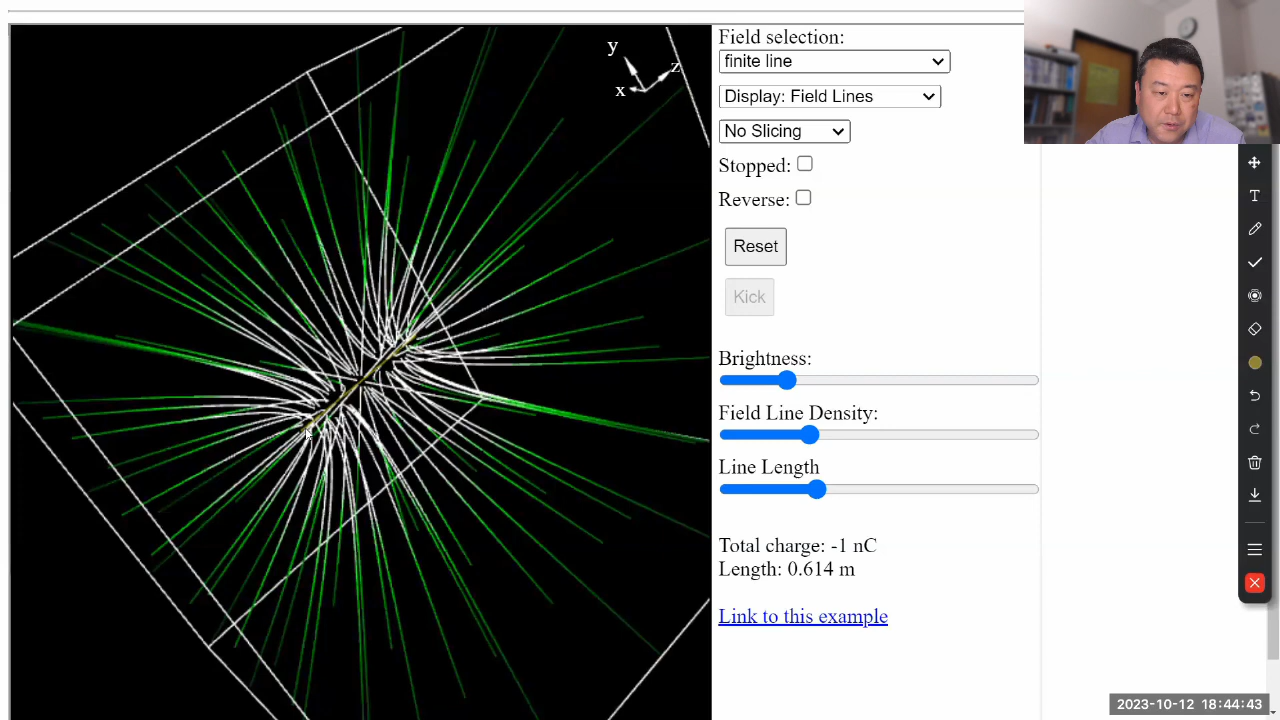 Field selection:
finite line
Display: Field Lines
No Slicing
Stopped:
Reverse:
Reset
Kick
Brightness:
Field Line Density:
Line Length
Total charge: -1 nC
Length: 0.614 m
Link to this example
y
z
x
T
2023-10-12 18:44:43